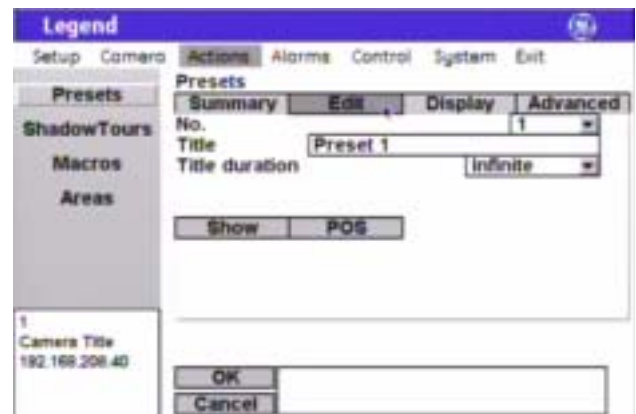 Legend
Setup Camera Actions Alarms Control System Exit
Presets
ShadowTours
Macros
Areas
Presets
Summary Edit Display Advanced
No. 1
Title Preset 1
Title duration Infinite
Show POS
1
Camera Title
192.168.208.40
OK
Cancel